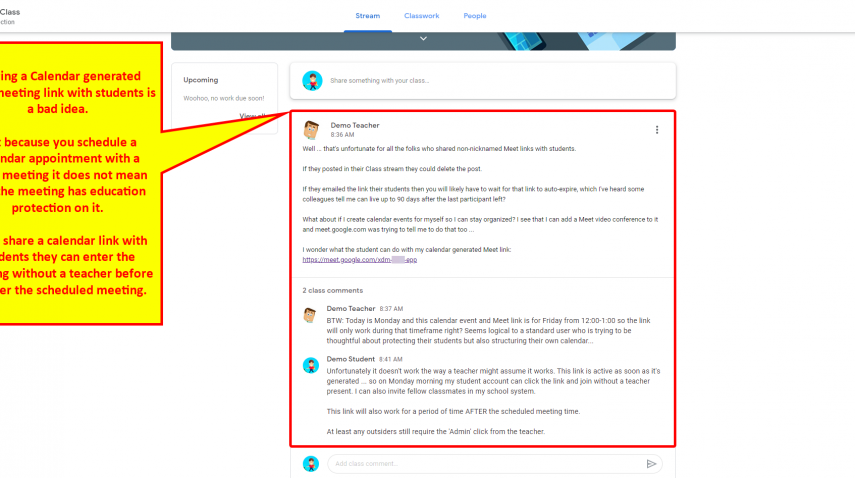 Class
Stream Classwork People
ction
Upcoming
Woohoo, no work due soon!
View all
Share something with your class...
ing a Calendar generated
meeting link with students is
a bad idea.
because you schedule a
ndar appointment with a
meeting it does not mean
he meeting has education
protection on it.
share a calendar link with
dents they can enter the
ng without a teacher before
er the scheduled meeting.
Demo Teacher
8:36 AM
Well ... that's unfortunate for all the folks who shared non-nicknamed Meet links with students.
If they posted in their Class stream they could delete the post.
If they emailed the link their students then you will likely have to wait for that link to auto-expire, which I've heard some
colleagues tell me can live up to 90 days after the last participant left?
What about if I create calendar events for myself so I can stay organized? I see that I can add a Meet video conference to it
and meet.google.com was trying to tell me to do that too ...
I wonder what the student can do with my calendar generated Meet link:
https://meet.google.com/xdm- -app
2 class comments
Demo Teacher 8:37 AM
BTW: Today is Monday and this calendar event and Meet link is for Friday from 12:00-1:00 so the link
will only work during that timeframe right? Seems logical to a standard user who is trying to be
thoughtful about protecting their students but also structuring their own calendar...
Demo Student 8:41 AM
Unfortunately it doesn't work the way a teacher might assume it works. This link is active as soon as it's
generated ... so on Monday morning my student account can click the link and join without a teacher
present. I can also invite fellow classmates in my school system.
This link will also work for a period of time AFTER the scheduled meeting time.
At least any outsiders still require the 'Admin' click from the teacher.
Add class comment...